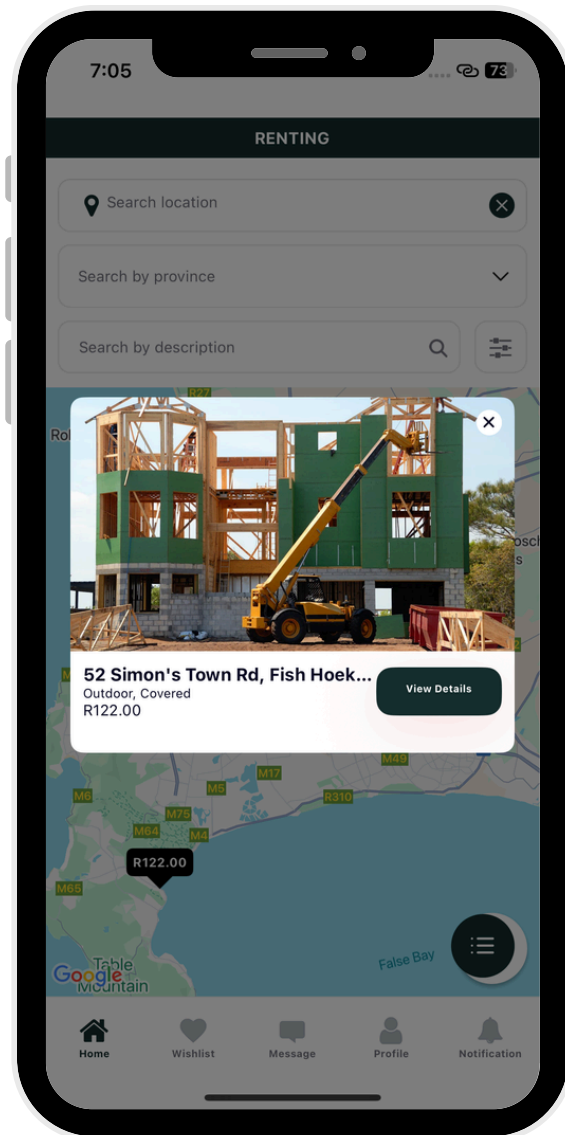 7:05
73
RENTING
Search location
Search by province
Search by description
R27
52 Simon's Town Rd, Fish Hoek...
Outdoor, Covered
R122.00
View Details
M49
M17
M5
R310
M6
M75
M64
M4
R122.00
M65
False Bay
Table
Mountain
Google
Home
Wishlist
Message
Profile
Notification